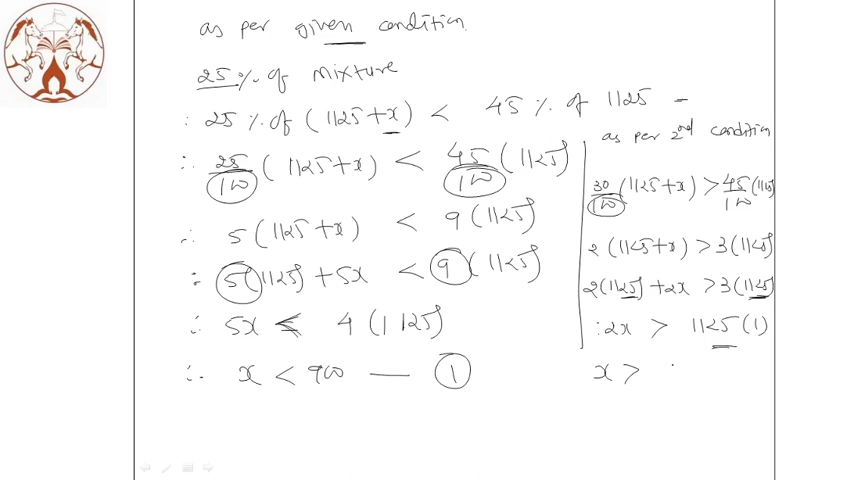 as per given condition
25% of mixture
∴ 25% of (1125+x) < 45% of 1125 –
∴ 25/100 (1125+x) < 45/100 (1125)
∴ 5(1125+x) < 9(1125)
∴ 5(1125) + 5x < 9(1125)
∴ 5x < 4(1125)
∴ x < 900 — ①
as per 2nd condition
30/100 (1125+x) > 45/100 (1125)
2(1125+x) > 3(1125)
2(1125) + 2x > 3(1125)
∴ 2x > 1125(1)
x >